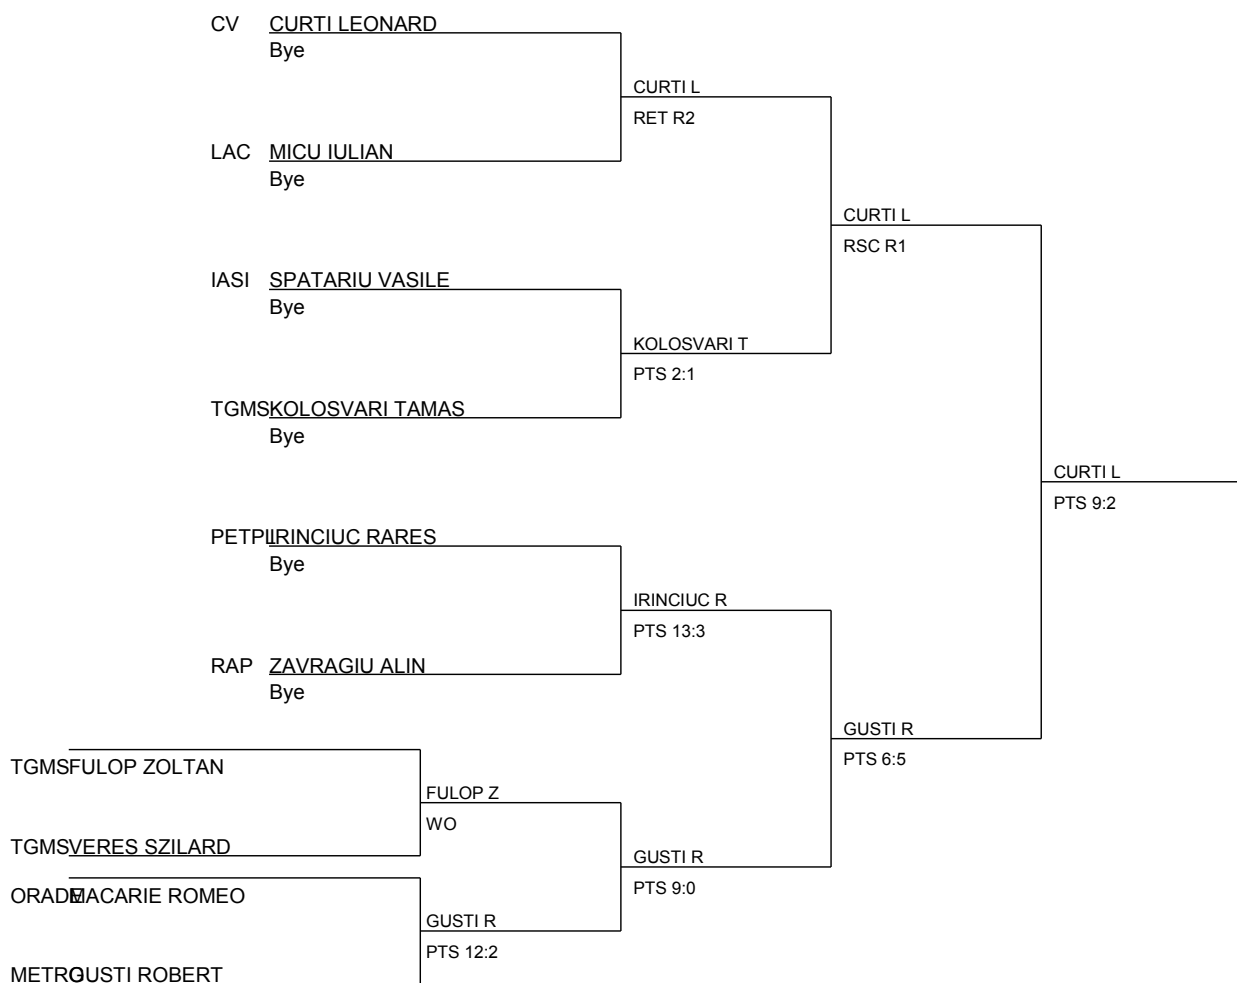 CV CURTI LEONARD
Bye
CURTI L
RET R2
LAC MICU IULIAN
Bye
CURTI L
RSC R1
IASI SPATARIU VASILE
Bye
KOLOSVARI T
PTS 2:1
TGMS KOLOSVARI TAMAS
Bye
CURTI L
PTS 9:2
PETPI IRINCIUC RARES
Bye
IRINCIUC R
PTS 13:3
RAP ZAVRAGIU ALIN
Bye
GUSTI R
PTS 6:5
TGMS FULOP ZOLTAN
FULOP Z
WO
TGMS VERES SZILARD
GUSTI R
PTS 9:0
ORADE MACARIE ROMEO
GUSTI R
PTS 12:2
METRO GUSTI ROBERT